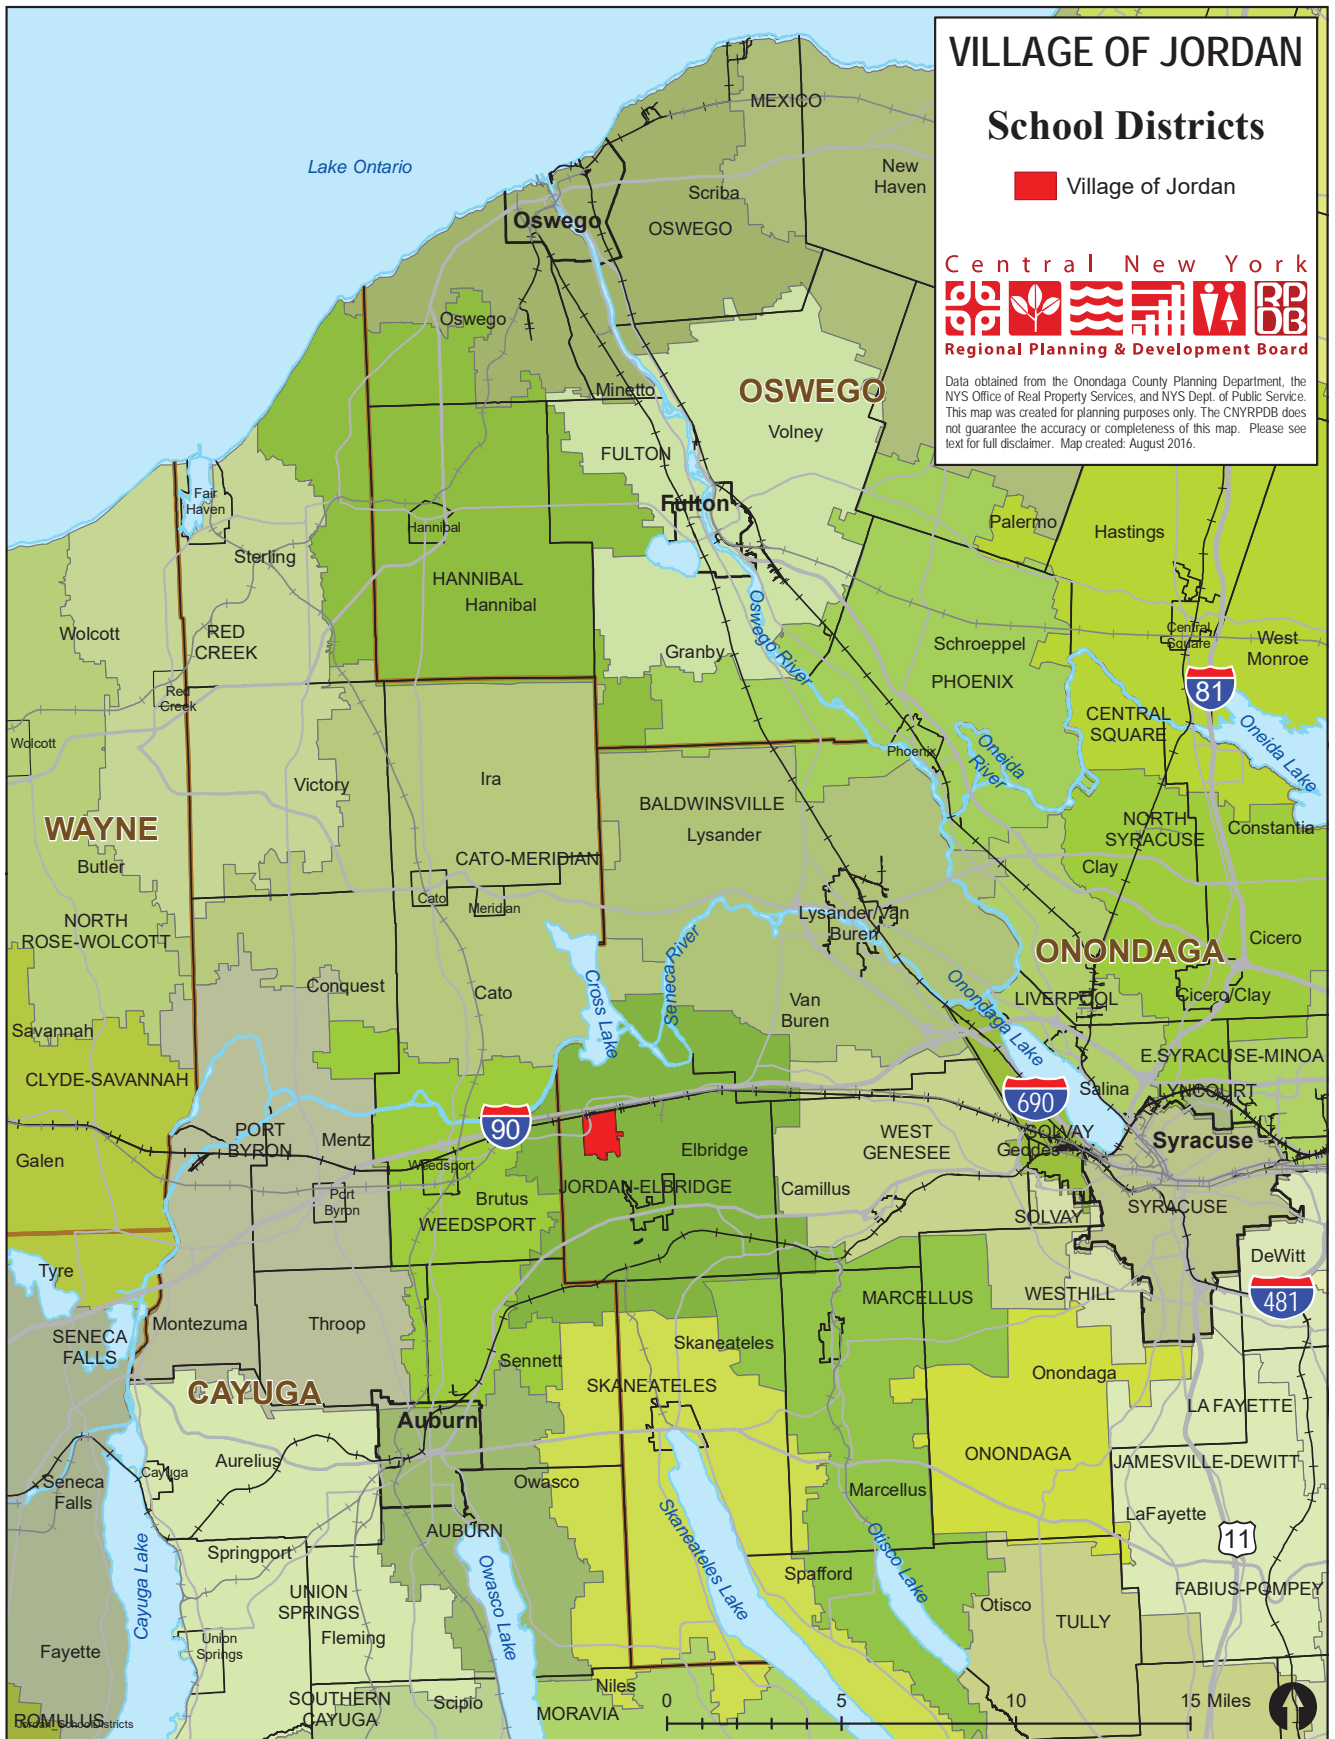 VILLAGE OF JORDAN
School Districts
Village of Jordan
Central New York
RP
DB
Regional Planning & Development Board
Data obtained from the Onondaga County Planning Department, the
NYS Office of Real Property Services, and NYS Dept. of Public Service.
This map was created for planning purposes only. The CNYRPDB does
not guarantee the accuracy or completeness of this map. Please see
text for full disclaimer. Map created: August 2016.
MEXICO
Lake Ontario
New
Haven
Scriba
Oswego
OSWEGO
Oswego
Minetto
OSWEGO
Volney
FULTON
Fair
Haven
Fulton
Hannibal
Palermo
Hastings
Sterling
HANNIBAL
Hannibal
Oswego River
Wolcott
RED
CREEK
Central
Square
West
Monroe
Schroeppel
Granby
PHOENIX
Red
Creek
81
CENTRAL
SQUARE
Oneida Lake
Wolcott
Phoenix
Oneida
River
Victory
Ira
BALDWINSVILLE
Lysander
WAYNE
Butler
NORTH
SYRACUSE
Constantia
CATO-MERIDIAN
Clay
Cato
Meridian
NORTH
ROSE-WOLCOTT
Lysander/Van
Buren
ONONDAGA
Cicero
Seneca River
Conquest
Cato
Cross Lake
Van
Buren
Onondaga Lake
LIVERPOOL
Cicero/Clay
Savannah
E.SYRACUSE-MINOA
CLYDE-SAVANNAH
Salina
LYNCOURT
690
PORT
BYRON
Mentz
90
SOLVAY
Geddes
Syracuse
WEST
GENESEE
Elbridge
Galen
Weedsport
Port
Byron
Brutus
JORDAN-ELBRIDGE
Camillus
WEEDSPORT
SOLVAY
SYRACUSE
DeWitt
Tyre
MARCELLUS
WESTHILL
481
Montezuma
Throop
SENECA
FALLS
Skaneateles
Sennett
Onondaga
CAYUGA
SKANEATELES
LA FAYETTE
Auburn
Aurelius
ONONDAGA
JAMESVILLE-DEWITT
Cayuga
Seneca
Falls
Owasco
Marcellus
LaFayette
Skaneateles Lake
AUBURN
Otisco Lake
11
Springport
Cayuga Lake
Owasco Lake
Spafford
UNION
SPRINGS
FABIUS-POMPEY
Otisco
TULLY
Fleming
Union
Springs
Fayette
Niles
SOUTHERN
CAYUGA
Scipio
MORAVIA
0 5 10 15 Miles
ROMULUS
Jordan_SchoolDistricts